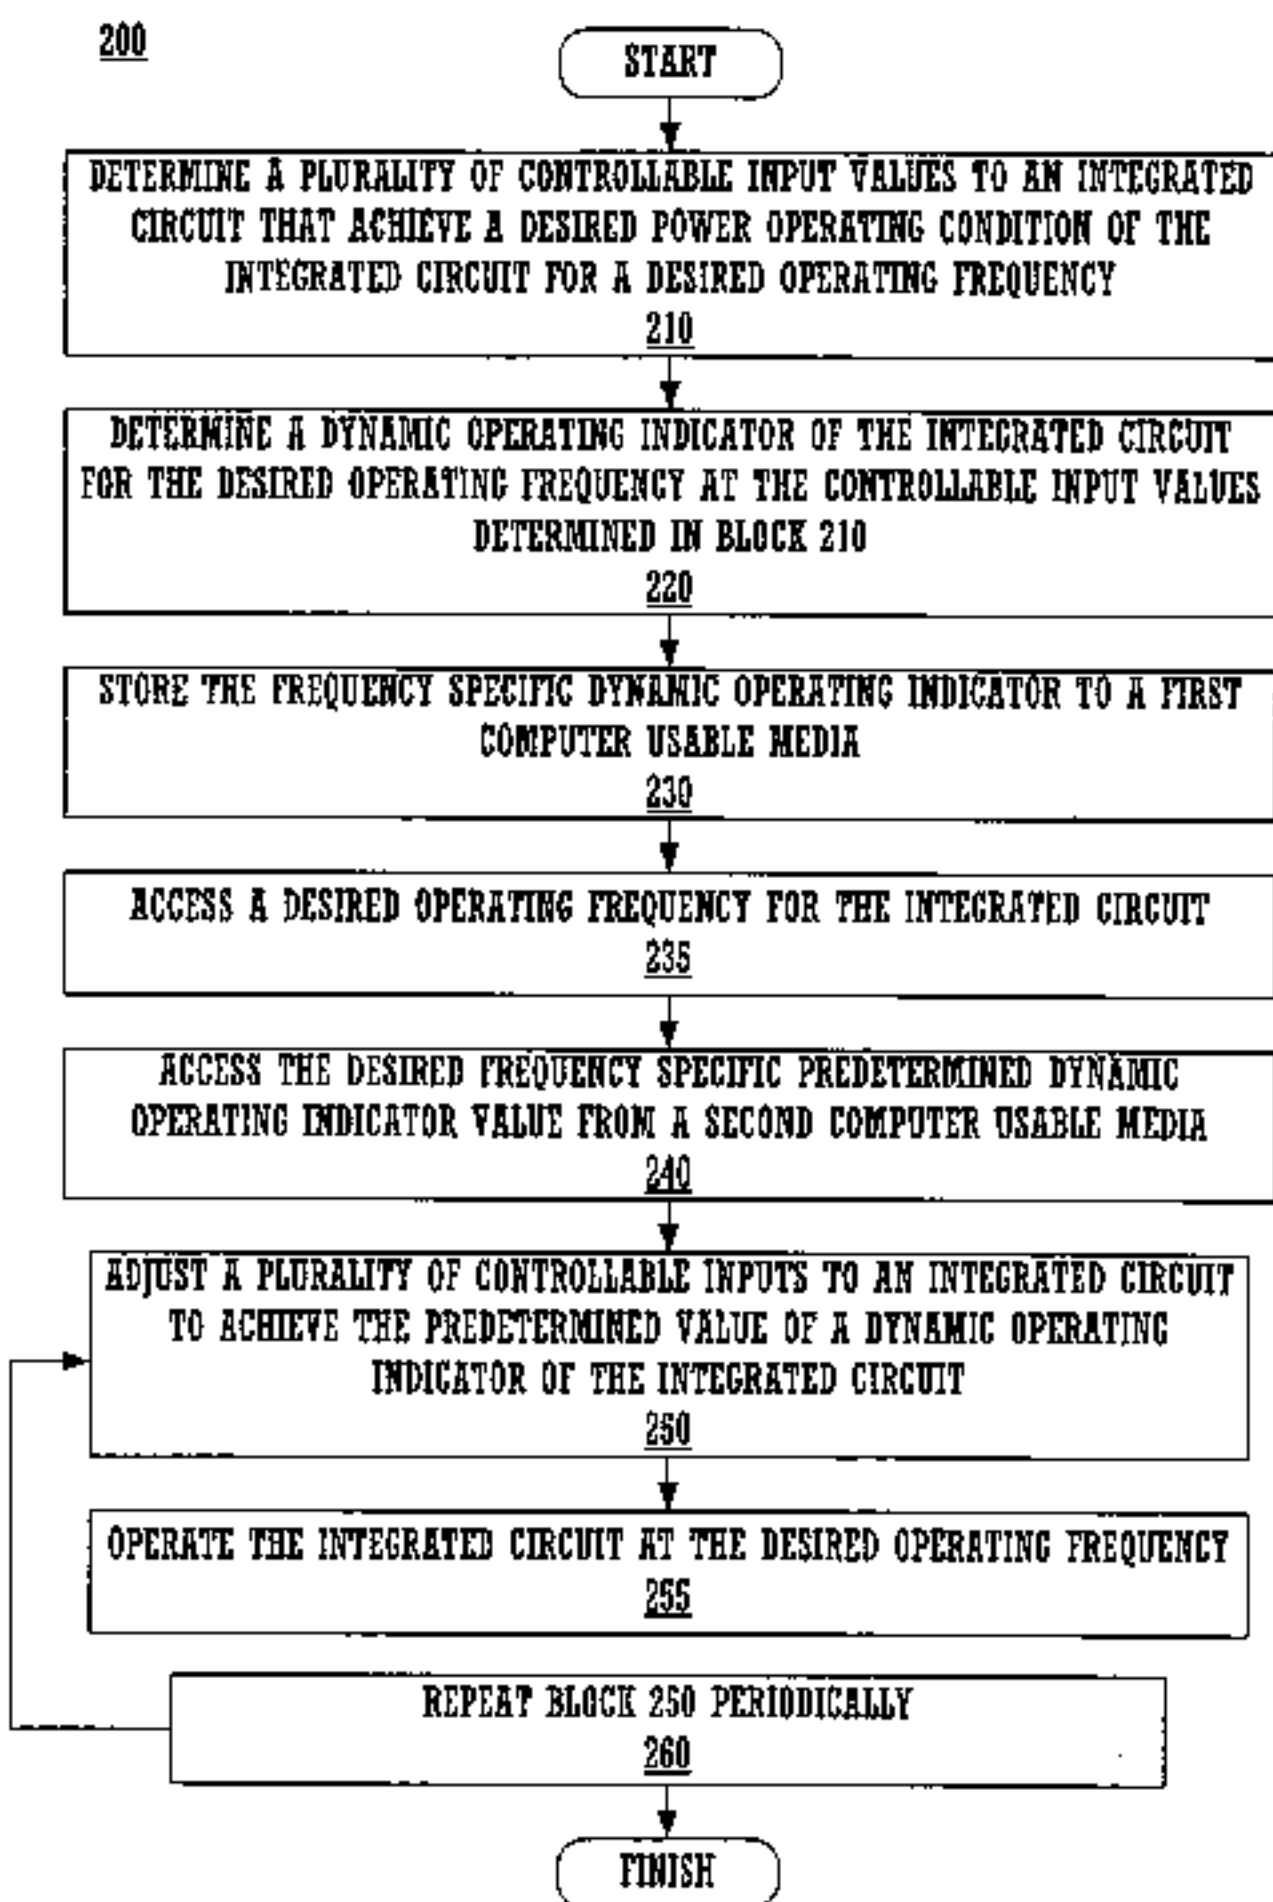 200
START
DETERMINE A PLURALITY OF CONTROLLABLE INPUT VALUES TO AN INTEGRATED
CIRCUIT THAT ACHIEVE A DESIRED POWER OPERATING CONDITION OF THE
INTEGRATED CIRCUIT FOR A DESIRED OPERATING FREQUENCY
210
DETERMINE A DYNAMIC OPERATING INDICATOR OF THE INTEGRATED CIRCUIT
FOR THE DESIRED OPERATING FREQUENCY AT THE CONTROLLABLE INPUT VALUES
DETERMINED IN BLOCK 210
220
STORE THE FREQUENCY SPECIFIC DYNAMIC OPERATING INDICATOR TO A FIRST
COMPUTER USABLE MEDIA
230
ACCESS A DESIRED OPERATING FREQUENCY FOR THE INTEGRATED CIRCUIT
235
ACCESS THE DESIRED FREQUENCY SPECIFIC PREDETERMINED DYNAMIC
OPERATING INDICATOR VALUE FROM A SECOND COMPUTER USABLE MEDIA
240
ADJUST A PLURALITY OF CONTROLLABLE INPUTS TO AN INTEGRATED CIRCUIT
TO ACHIEVE THE PREDETERMINED VALUE OF A DYNAMIC OPERATING
INDICATOR OF THE INTEGRATED CIRCUIT
250
OPERATE THE INTEGRATED CIRCUIT AT THE DESIRED OPERATING FREQUENCY
255
REPEAT BLOCK 250 PERIODICALLY
260
FINISH